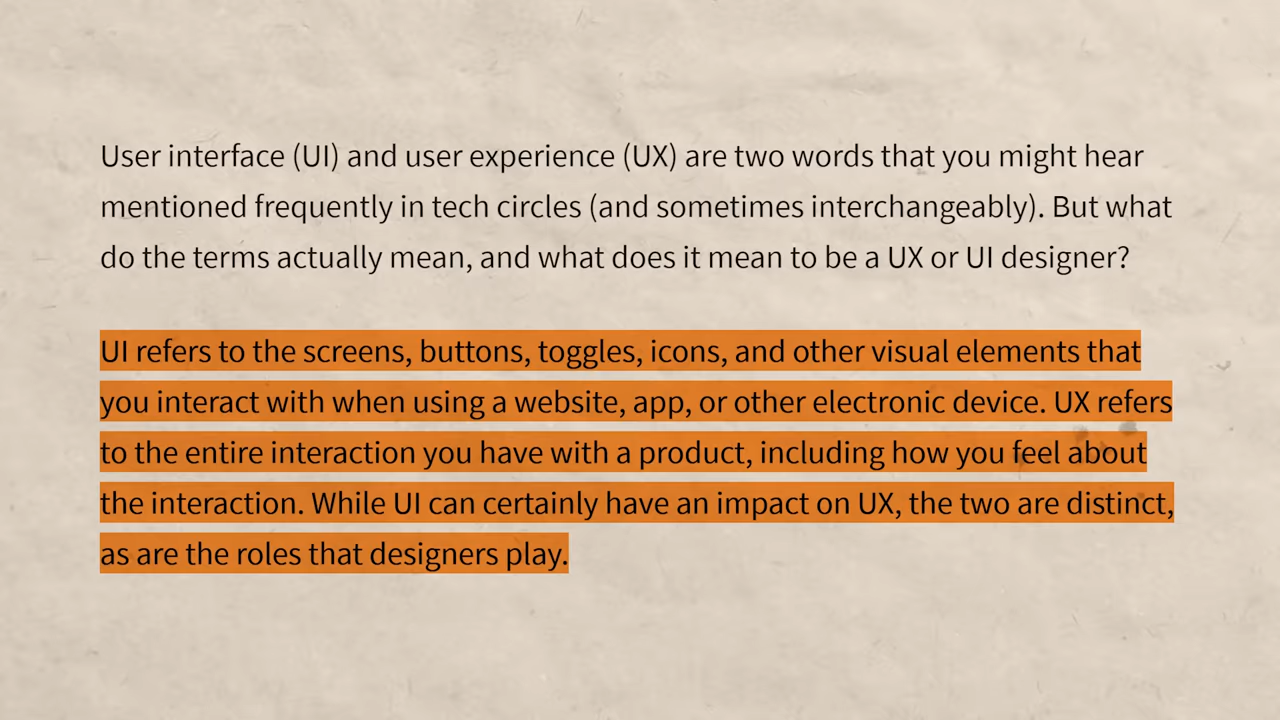 User interface (UI) and user experience (UX) are two words that you might hear
mentioned frequently in tech circles (and sometimes interchangeably). But what
do the terms actually mean, and what does it mean to be a UX or UI designer?
UI refers to the screens, buttons, toggles, icons, and other visual elements that
you interact with when using a website, app, or other electronic device. UX refers
to the entire interaction you have with a product, including how you feel about
the interaction. While UI can certainly have an impact on UX, the two are distinct,
as are the roles that designers play.